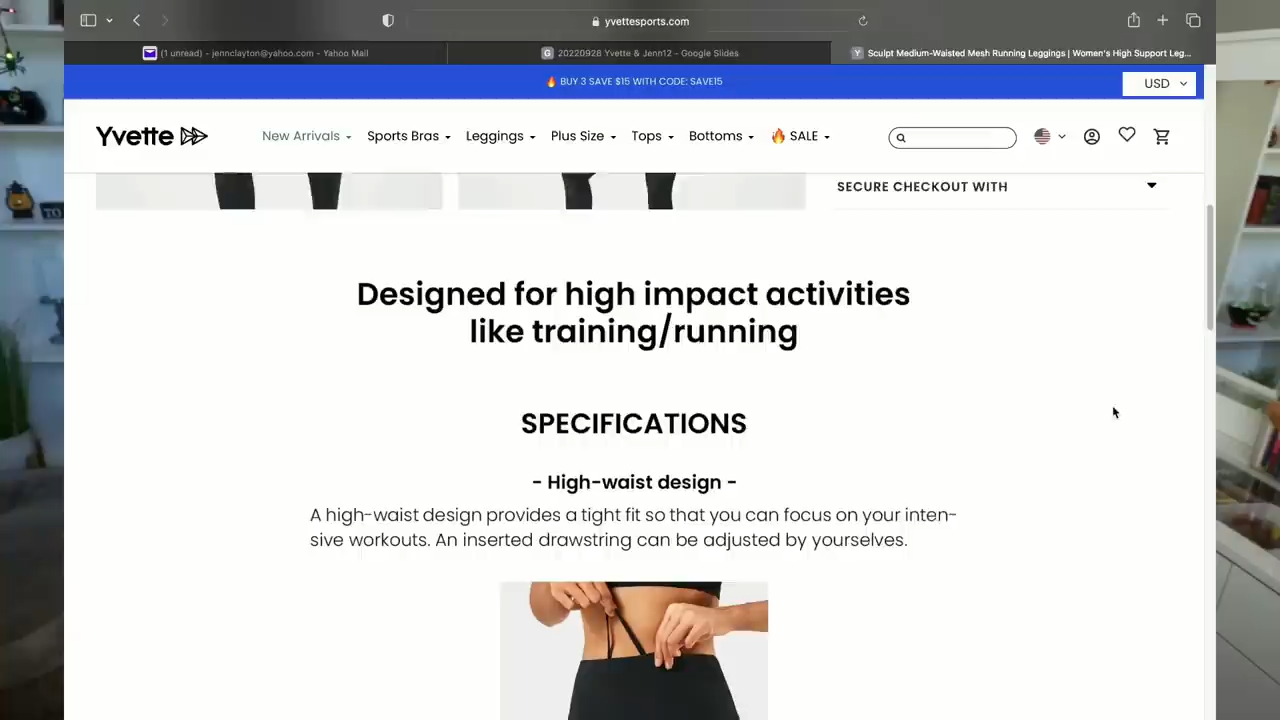 yvettesports.com
(1 unread) - jennclayton@yahoo.com - Yahoo Mail
G 20220928 Yvette & Jenn12 - Google Slides
Y Sculpt Medium-Waisted Mesh Running Leggings | Women's High Support Leg...
🔥 BUY 3 SAVE $15 WITH CODE: SAVE15
USD
Yvette
New Arrivals
Sports Bras
Leggings
Plus Size
Tops
Bottoms
🔥 SALE
SECURE CHECKOUT WITH
Designed for high impact activities
like training/running
SPECIFICATIONS
- High-waist design -
A high-waist design provides a tight fit so that you can focus on your inten-
sive workouts. An inserted drawstring can be adjusted by yourselves.
TO